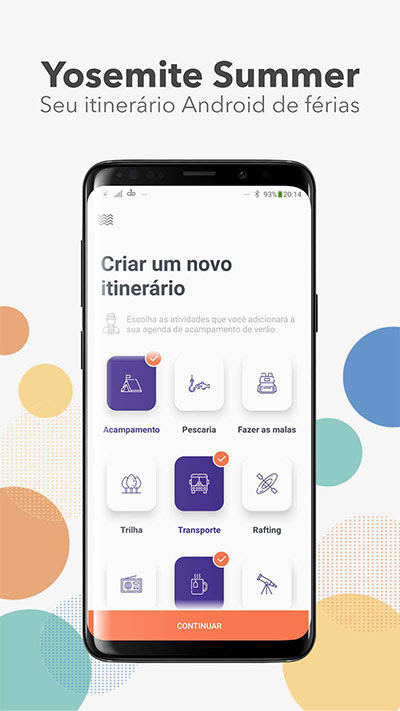 Yosemite Summer
Seu itinerário Android de férias
93% 20:14
Criar um novo
itinerário
Escolha as atividades que você adicionará à
sua agenda de acampamento de verão.
Acampamento Pescaria Fazer as malas
Trilha Transporte Rafting
CONTINUAR